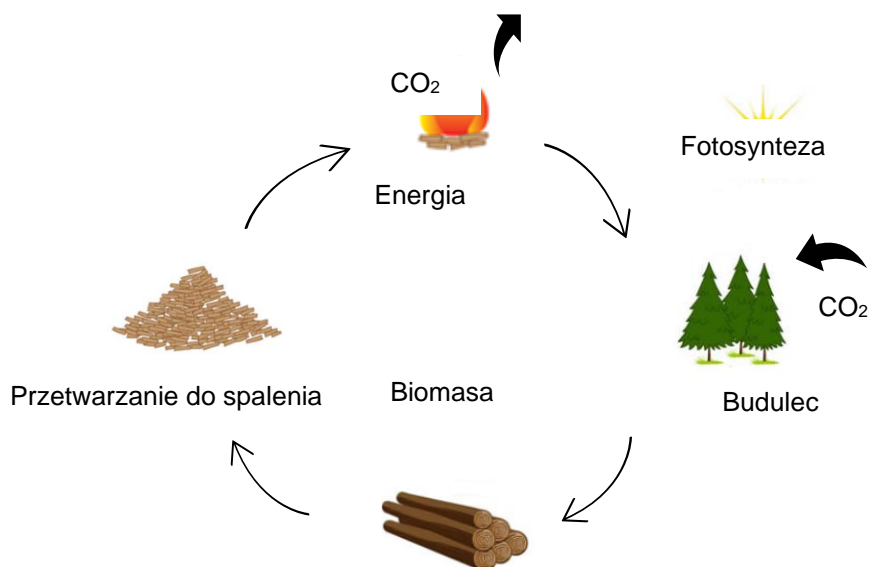 CO₂
Fotosynteza
Energia
CO₂
Przetwarzanie do spalenia
Biomasa
Budulec